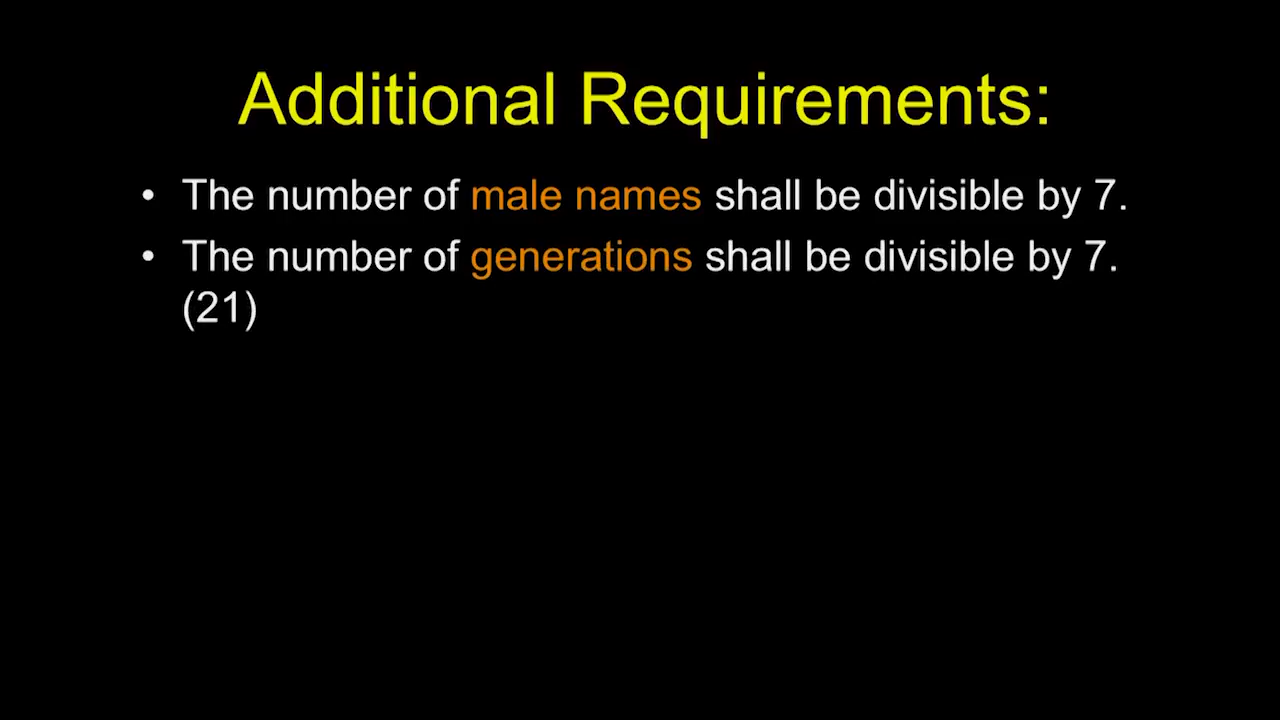 Additional Requirements:
• The number of male names shall be divisible by 7.
• The number of generations shall be divisible by 7.
(21)